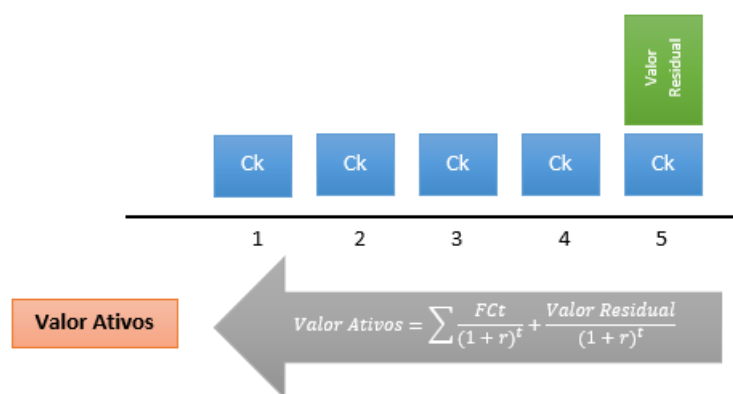 Valor
Residual
Ck Ck Ck Ck Ck
1 2 3 4 5
Valor Ativos
Valor Ativos = ∑ FCt/(1 + r)^t + Valor Residual/(1 + r)^t